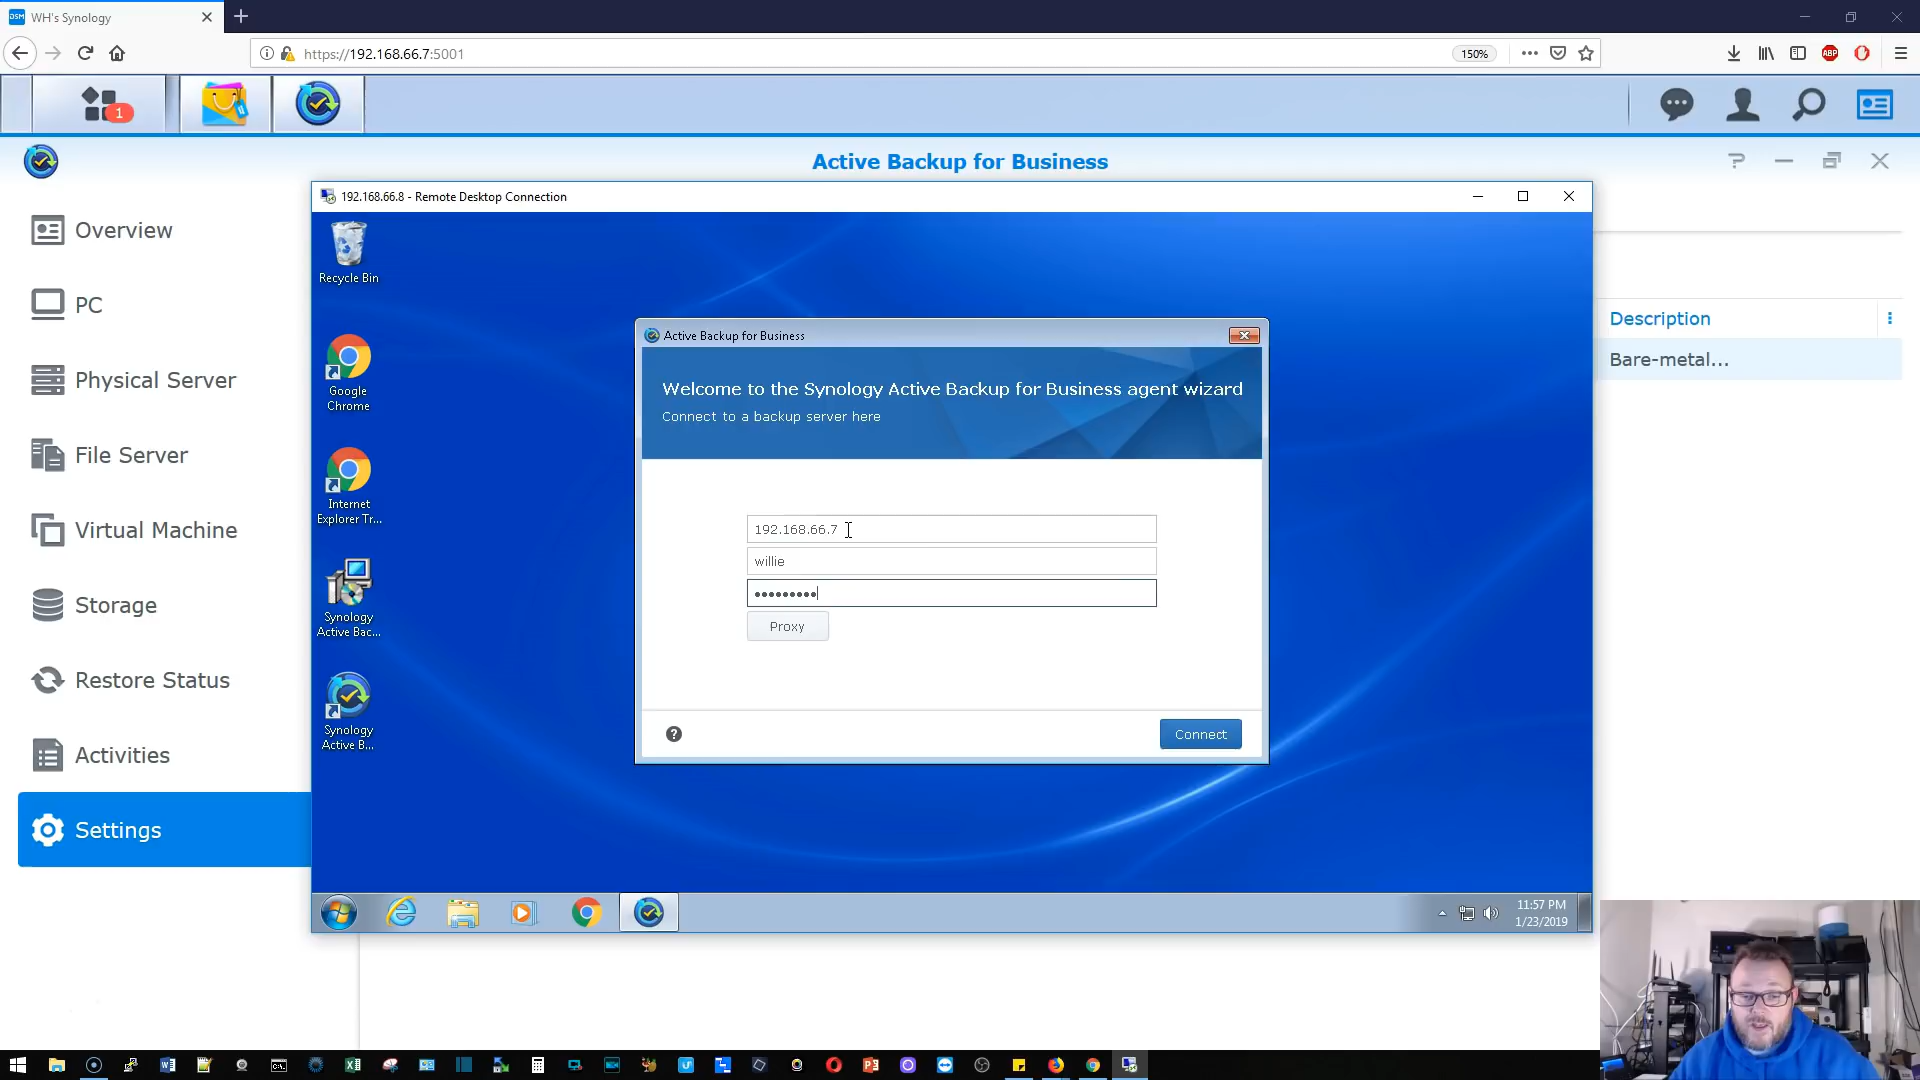 WH's Synology
https://192.168.66.7:5001
150%
ABP
1
Active Backup for Business
192.168.66.8 - Remote Desktop Connection
Overview
PC
Physical Server
File Server
Virtual Machine
Storage
Restore Status
Activities
Settings
Description
Bare-metal...
Recycle Bin
Google
Chrome
Internet
Explorer Tr...
Synology
Active Bac...
Synology
Active B...
Active Backup for Business
Welcome to the Synology Active Backup for Business agent wizard
Connect to a backup server here
192.168.66.7
willie
•••••••••
Proxy
Connect
11:57 PM
1/23/2019